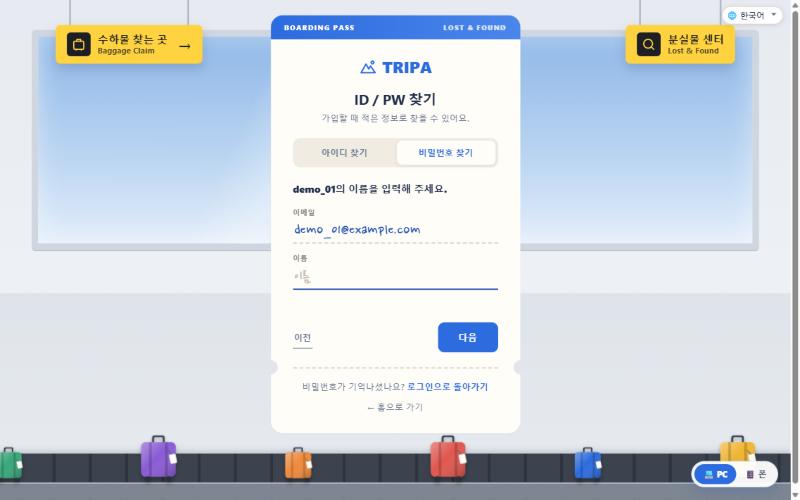 한국어
수하물 찾는 곳
Baggage Claim
→
분실물 센터
Lost & Found
BOARDING PASS
LOST & FOUND
TRIPA
ID / PW 찾기
가입할 때 적은 정보로 찾을 수 있어요.
아이디 찾기
비밀번호 찾기
demo_01의 이름을 입력해 주세요.
이메일
demo_01@example.com
이름
이름
이전
다음
비밀번호가 기억나셨나요? 로그인으로 돌아가기
← 홈으로 가기
PC
폰